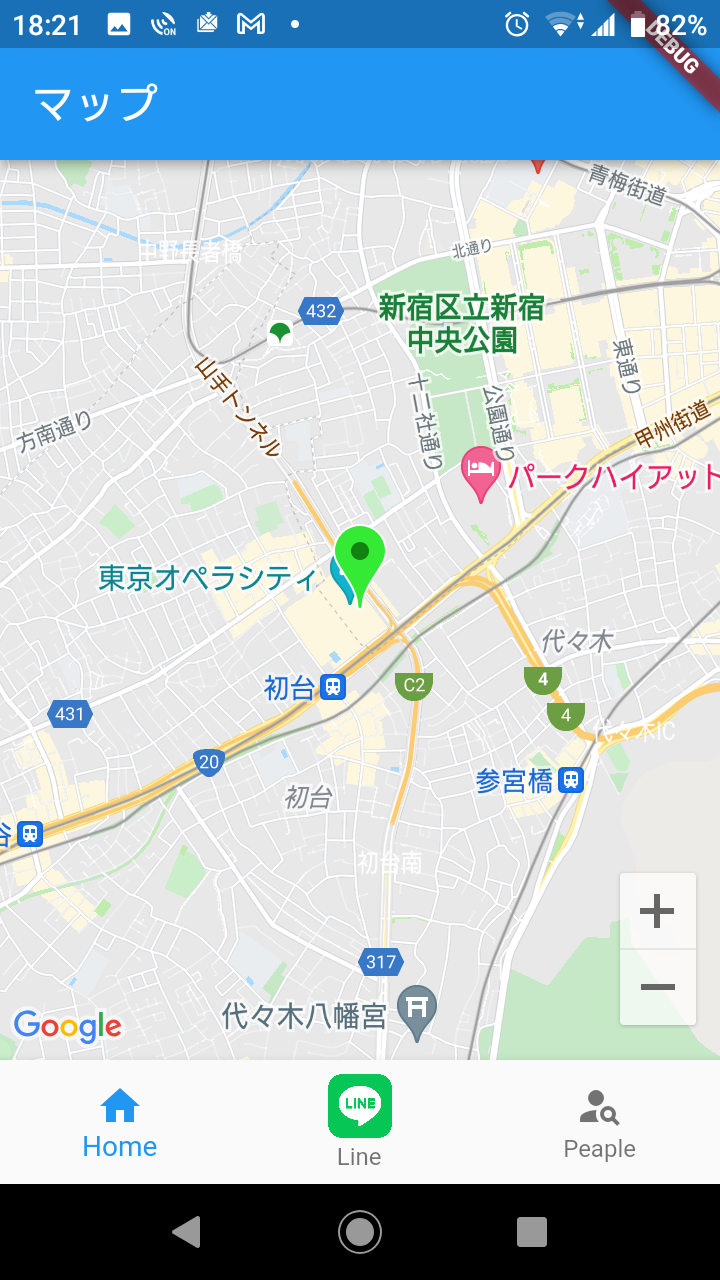 18:21
ON
82%
DEBUG
マップ
青梅街道
中野長者橋
北通り
432
新宿区立新宿
中央公園
山手トンネル
東通り
十二社通り
公園通り
方南通り
甲州街道
パークハイアット
東京オペラシティ
代々木
初台
C2
4
431
4
代々木IC
20
参宮橋
初台
谷
初台南
317
代々木八幡宮
Google
+
−
LINE
Home
Line
Peaple